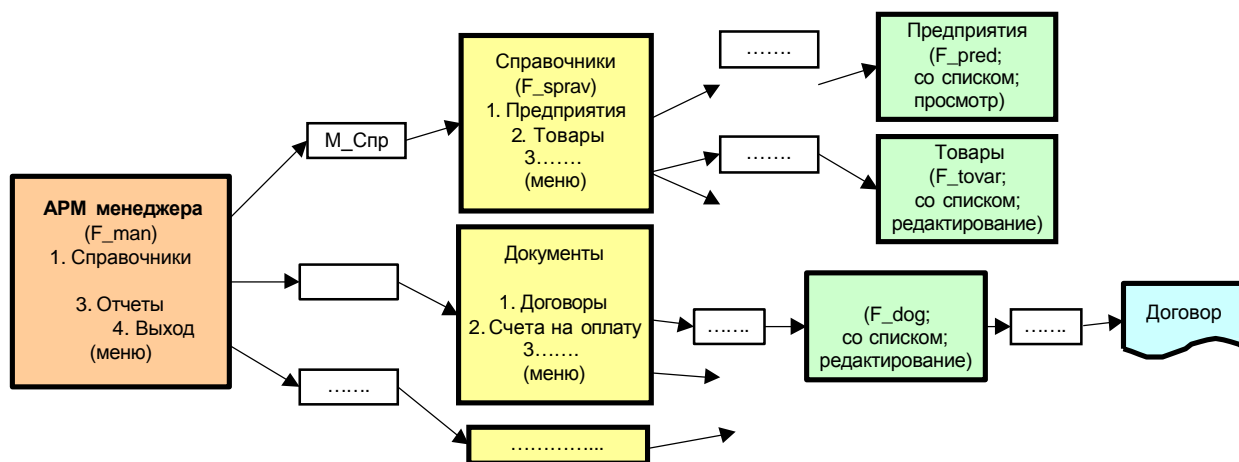 АРМ менеджера
(F_man)
1. Справочники
3. Отчеты
4. Выход
(меню)
М_Спр
…….
Справочники
(F_sprav)
1. Предприятия
2. Товары
3…….
(меню)
Документы
1. Договоры
2. Счета на оплату
3…….
(меню)
…………...
…….
Предприятия
(F_pred;
со списком;
просмотр)
…….
Товары
(F_tovar;
со списком;
редактирование)
…….
(F_dog;
со списком;
редактирование)
…….
Договор